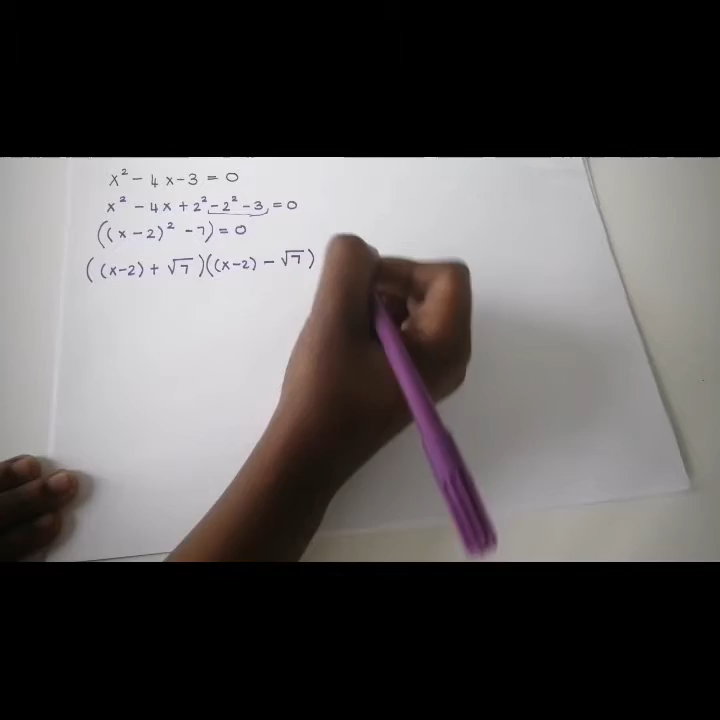 x² - 4x - 3 = 0
x² - 4x + 2² - 2² - 3 = 0
((x - 2)² - 7) = 0
((x-2) + √7)((x-2) - √7)